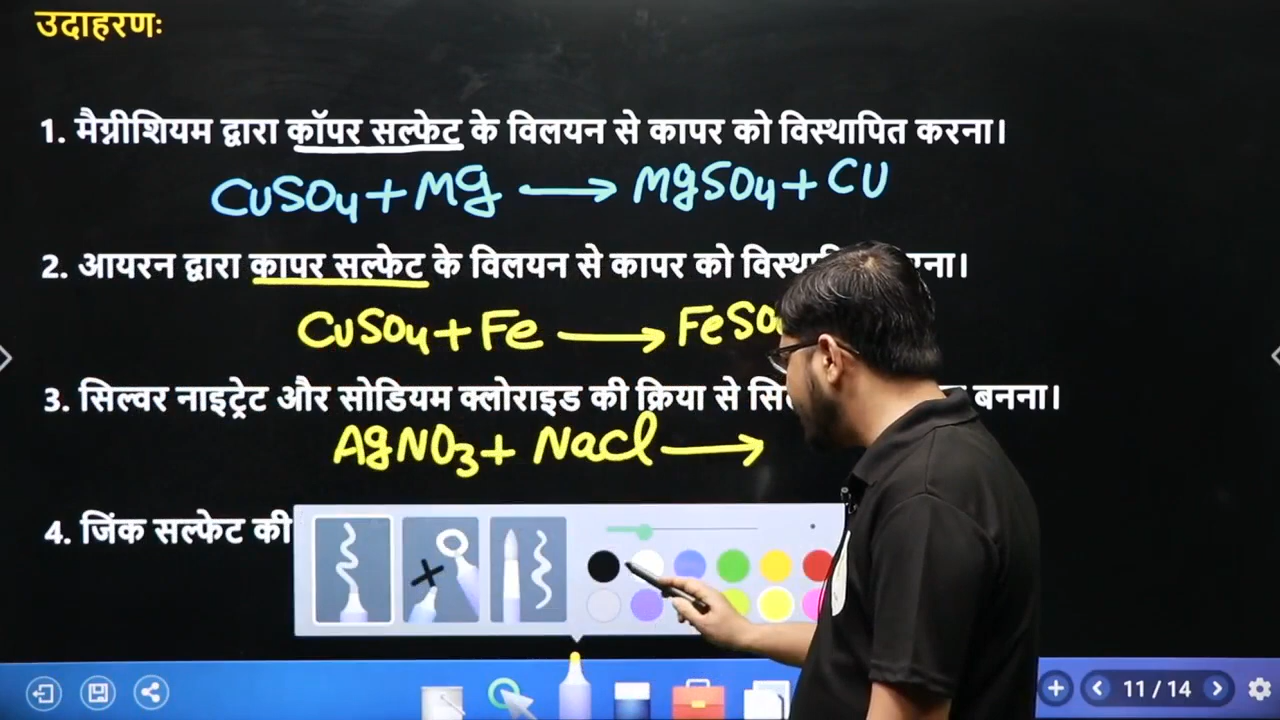 उदाहरणः
1. मैग्नीशियम द्वारा कॉपर सल्फेट के विलयन से कापर को विस्थापित करना।
CuSO4 + Mg → MgSO4 + Cu
2. आयरन द्वारा कापर सल्फेट के विलयन से कापर को
CuSO4 + Fe → FeSO
3. सिल्वर नाइट्रेट और सोडियम क्लोराइड की क्रिया से बनना।
AgNO3 + NaCl →
4. जिंक सल्फेट की
11 / 14